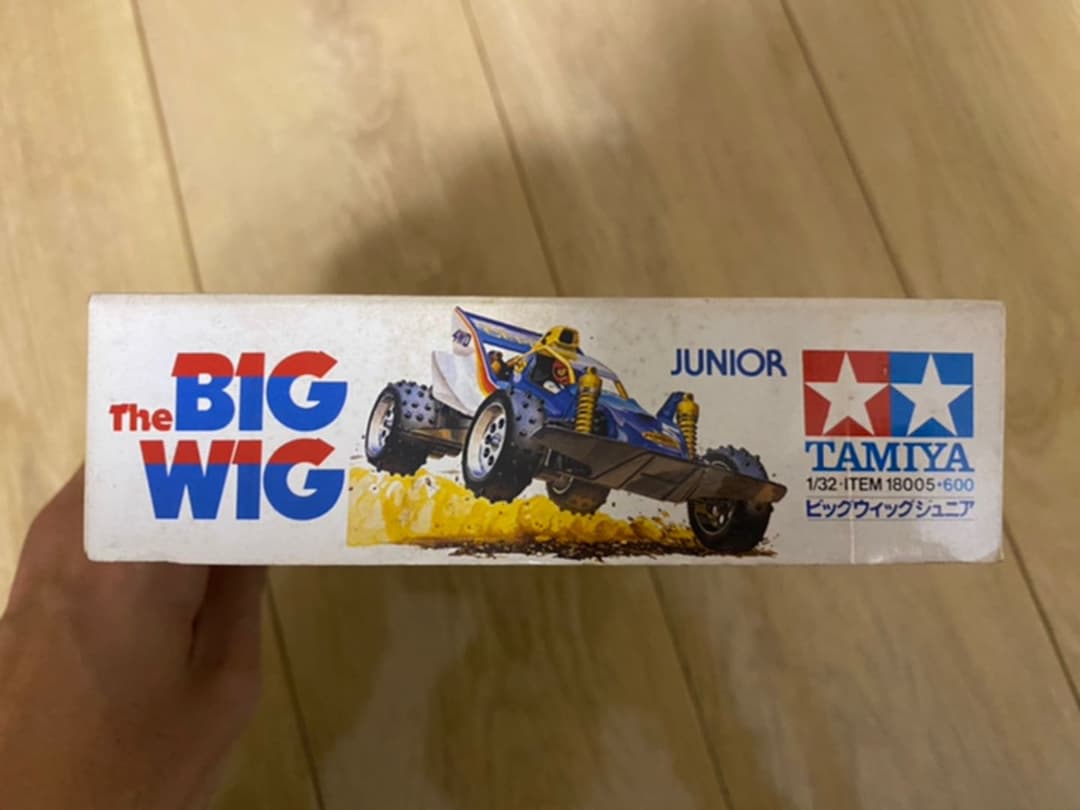 The BIG
WIG
4WD
JUNIOR
TAMIYA
1/32・ITEM 18005・600
ビッグウィッグジュニア